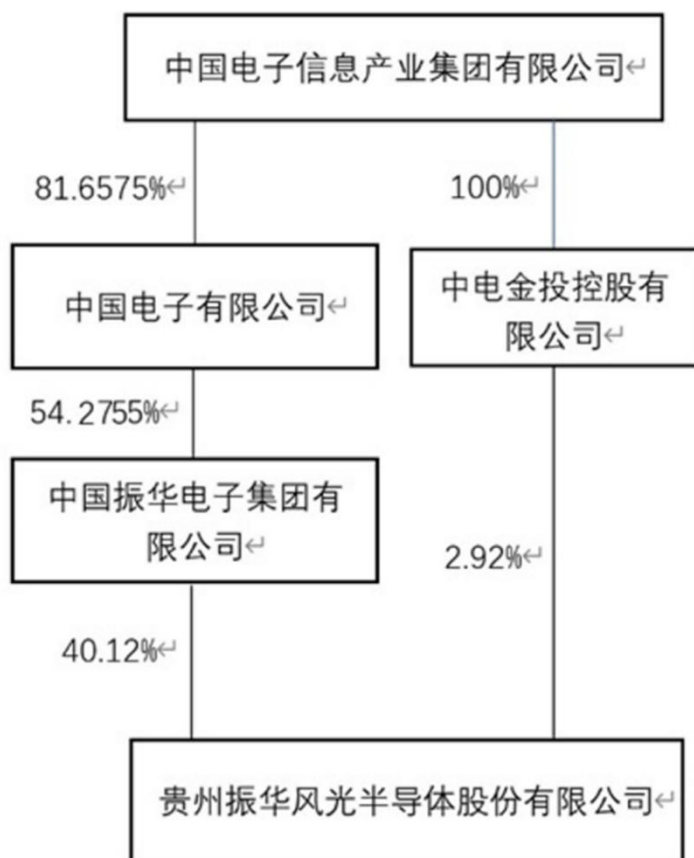 中国电子信息产业集团有限公司↵
81.6575%↵
100%↵
中国电子有限公司↵
中电金投控股有
限公司↵
54.2755%↵
中国振华电子集团有
限公司↵
2.92%↵
40.12%↵
贵州振华风光半导体股份有限公司↵